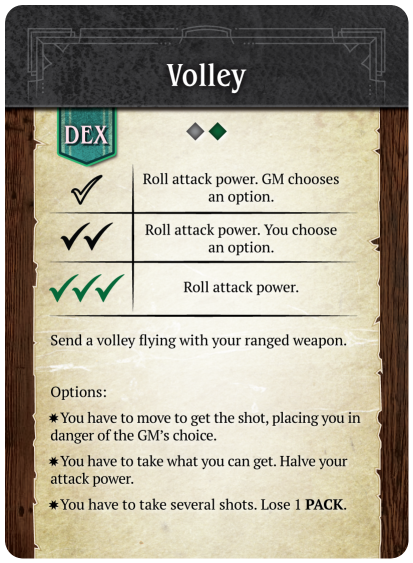 Volley
DEX
Roll attack power. GM chooses
an option.
Roll attack power. You choose
an option.
Roll attack power.
Send a volley flying with your ranged weapon.
Options:
✷You have to move to get the shot, placing you in
danger of the GM’s choice.
✷You have to take what you can get. Halve your
attack power.
✷You have to take several shots. Lose 1 PACK.